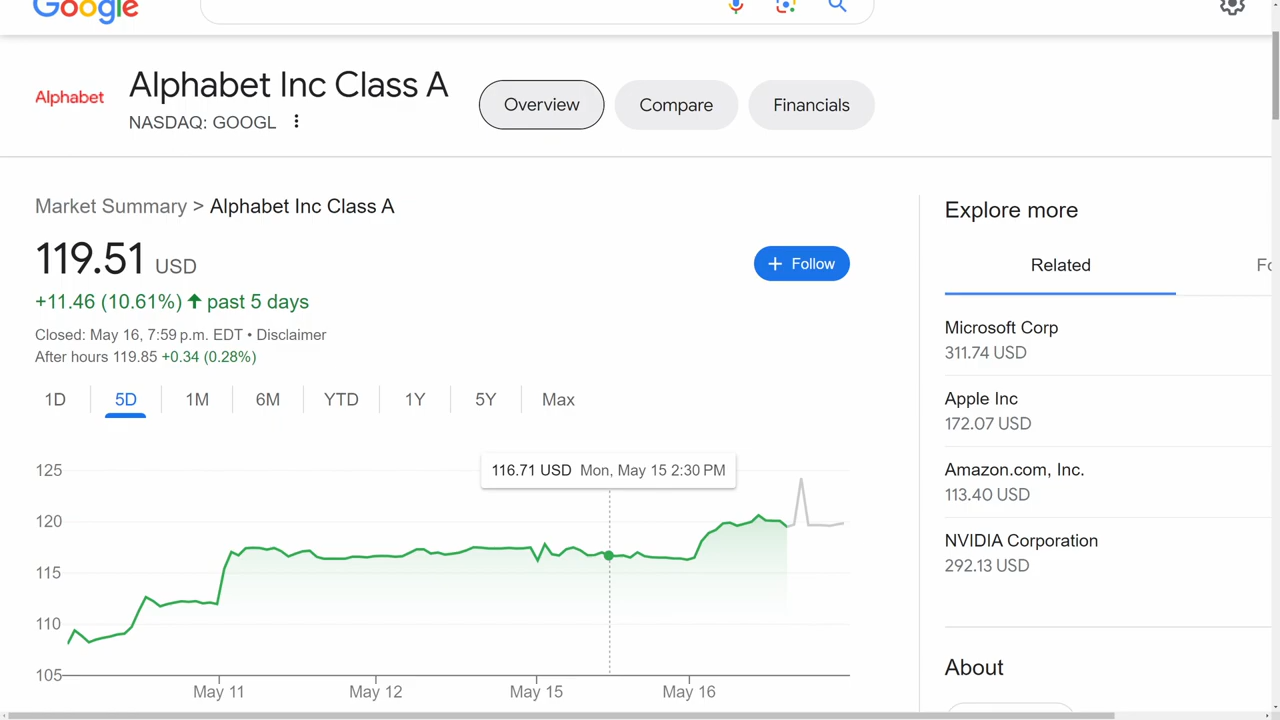 Google
Alphabet
Alphabet Inc Class A
NASDAQ: GOOGL
Overview
Compare
Financials
Market Summary > Alphabet Inc Class A
119.51 USD
+ Follow
+11.46 (10.61%) ↑ past 5 days
Closed: May 16, 7:59 p.m. EDT • Disclaimer
After hours 119.85 +0.34 (0.28%)
1D
5D
1M
6M
YTD
1Y
5Y
Max
116.71 USD Mon, May 15 2:30 PM
125
120
115
110
105
May 11
May 12
May 15
May 16
Explore more
Related
Microsoft Corp
311.74 USD
Apple Inc
172.07 USD
Amazon.com, Inc.
113.40 USD
NVIDIA Corporation
292.13 USD
About